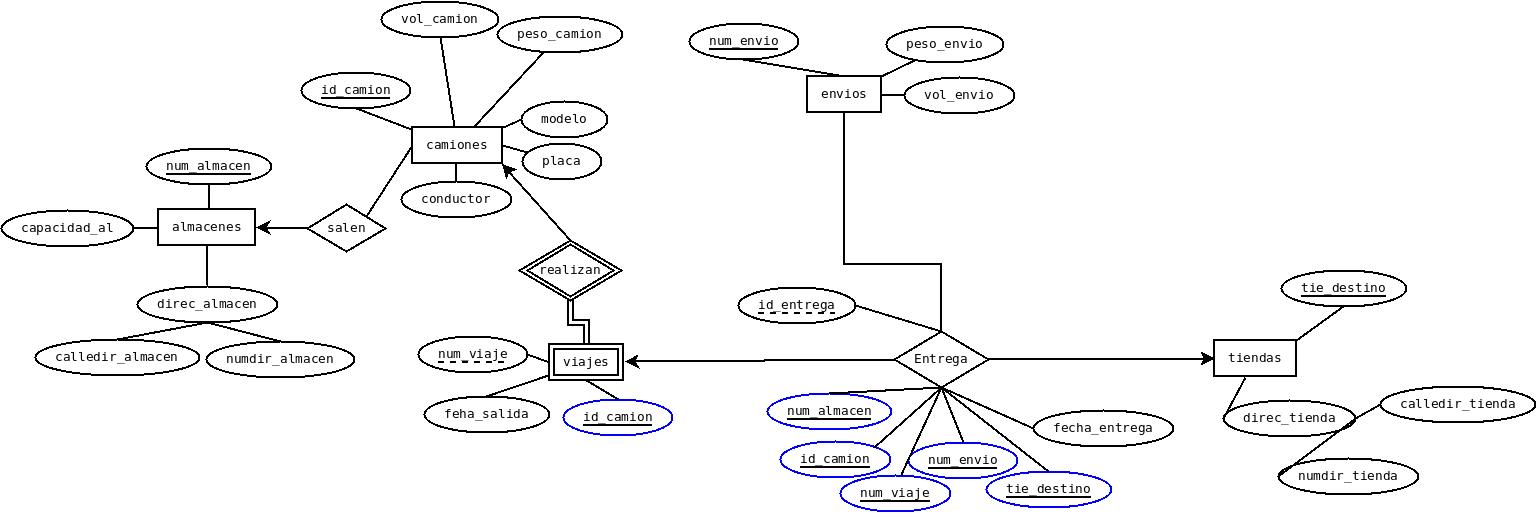 vol_camion
peso_camion
num_envio
peso_envio
id_camion
envios
vol_envio
modelo
camiones
placa
num_almacen
conductor
capacidad_al
almacenes
salen
realizan
tie_destino
direc_almacen
id_entrega
calledir_almacen
numdir_almacen
num_viaje
viajes
Entrega
tiendas
feha_salida
id_camion
num_almacen
fecha_entrega
direc_tienda
calledir_tienda
id_camion
num_envio
num_viaje
tie_destino
numdir_tienda